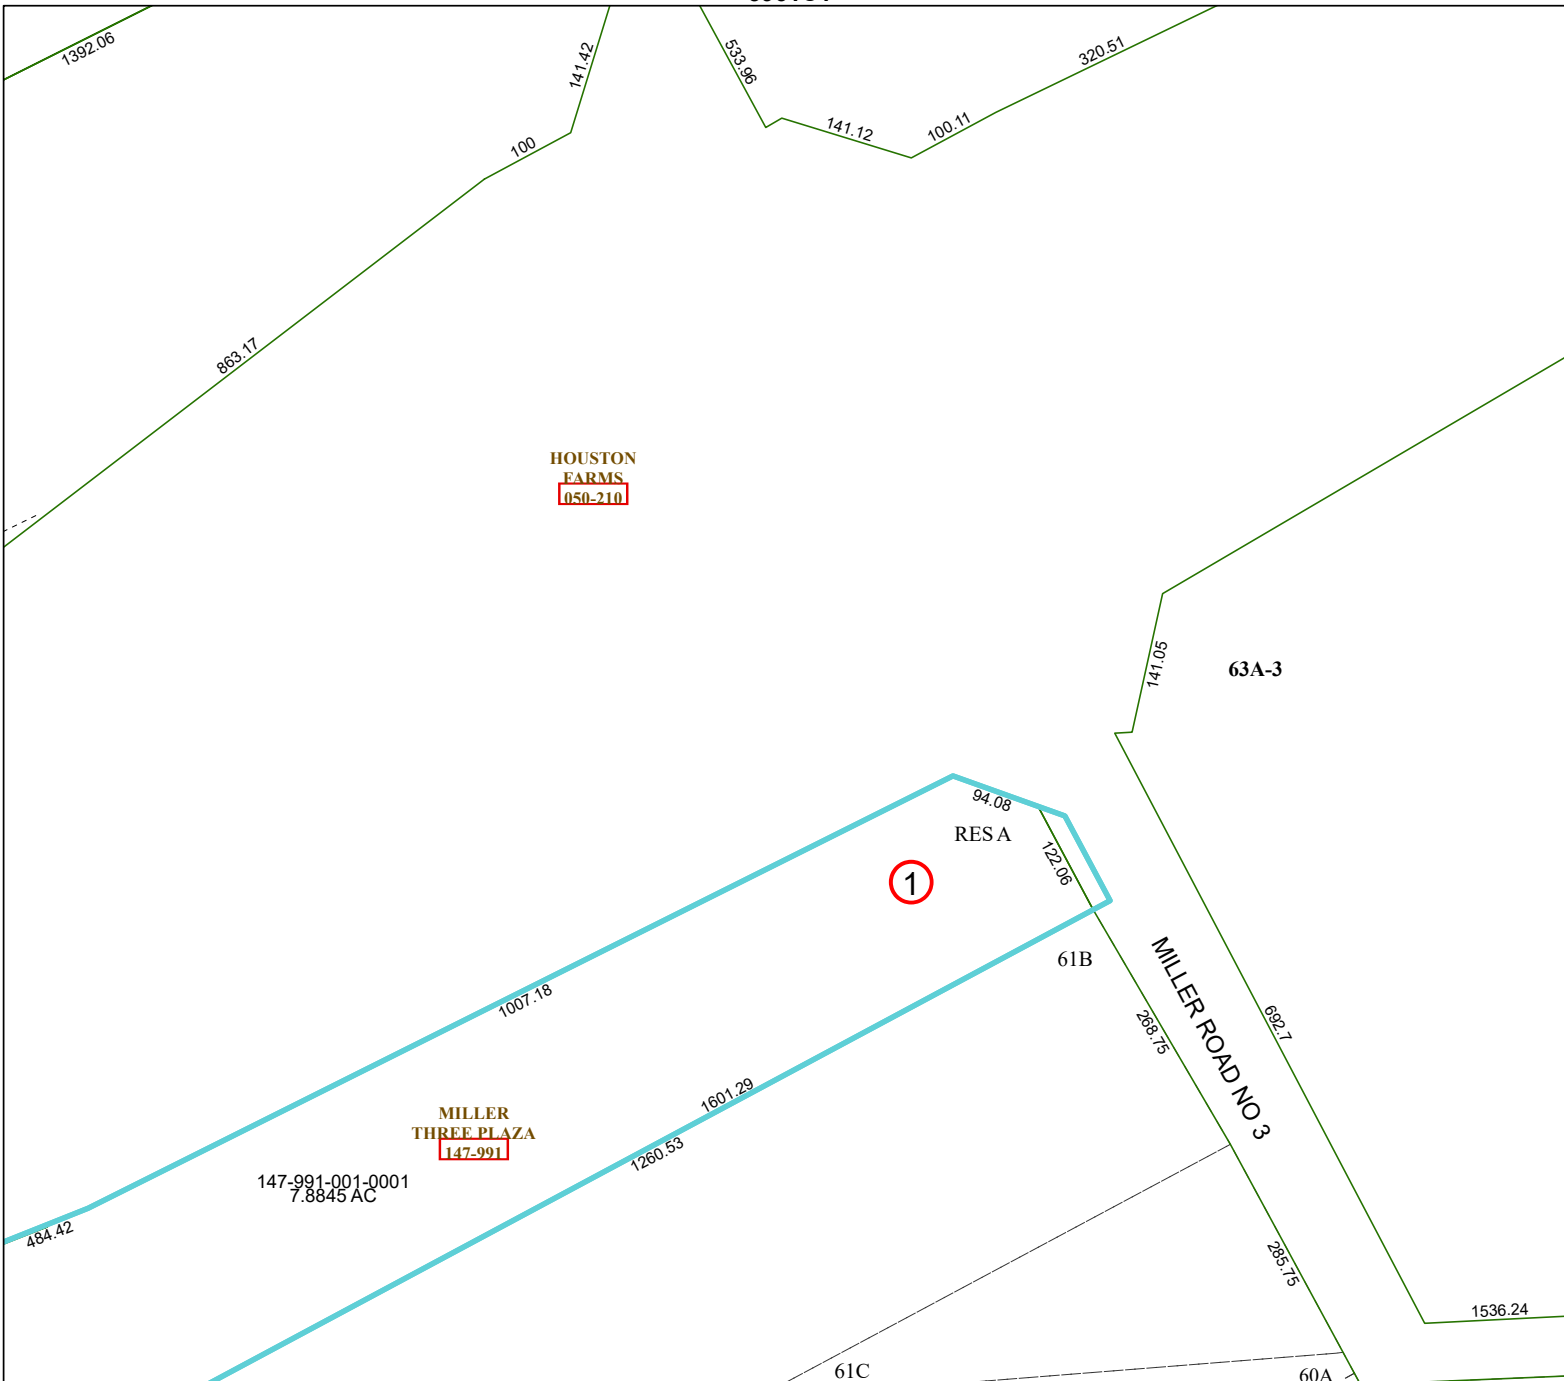 1392.06
141.42
533.96
320.51
100
141.12
100.11
863.17
HOUSTON
FARMS
050-210
141.05
63A-3
94.08
RES A
122.06
1
61B
MILLER ROAD NO 3
1007.18
268.75
692.7
1601.29
MILLER
THREE PLAZA
147-991
1260.53
147-991-001-0001
7.8845 AC
484.42
285.75
1536.24
61C
60A